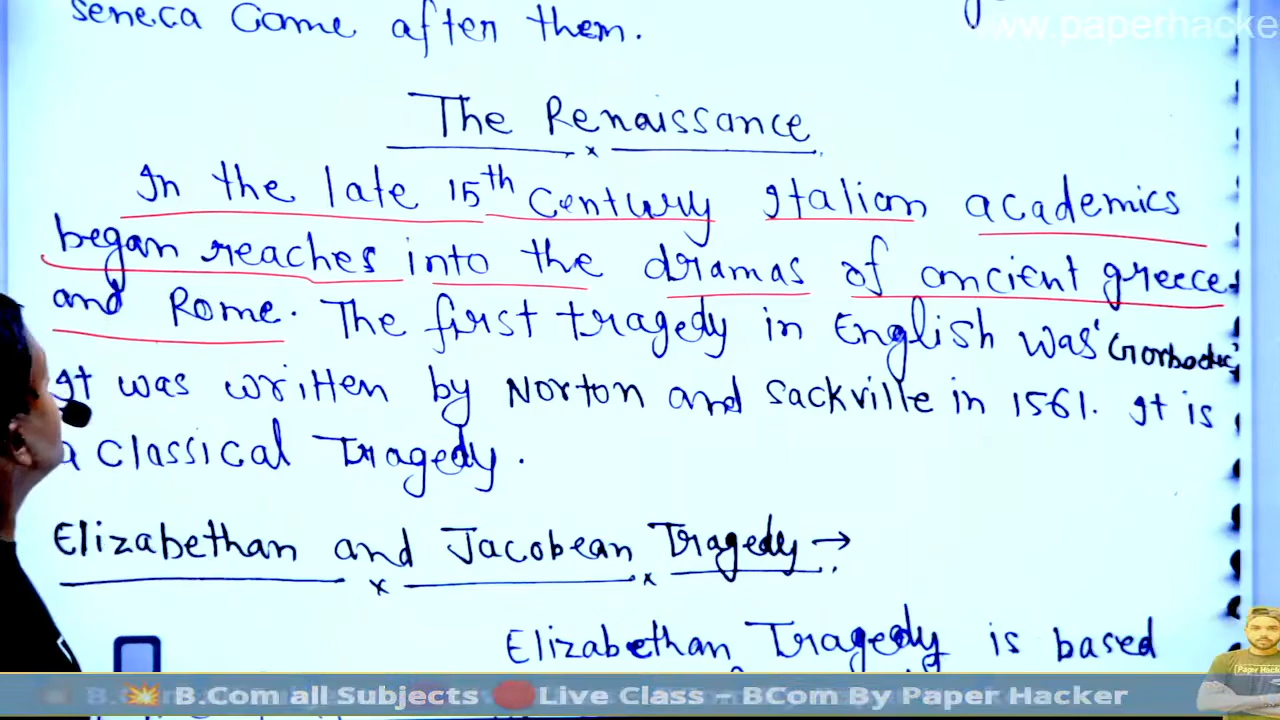 Seneca Come after them.
www.paperhacke
The Renaissance
In the late 15th Century Italian academics
began reaches into the dramas of ancient greece
and Rome. The first tragedy in English was 'Gorboduc'
It was written by Norton and Sackville in 1561. It is
a classical Tragedy.
Elizabethan and Jacobean Tragedy →
Elizabethan Tragedy is based
B.Com all Subjects Live Class – BCom By Paper Hacker